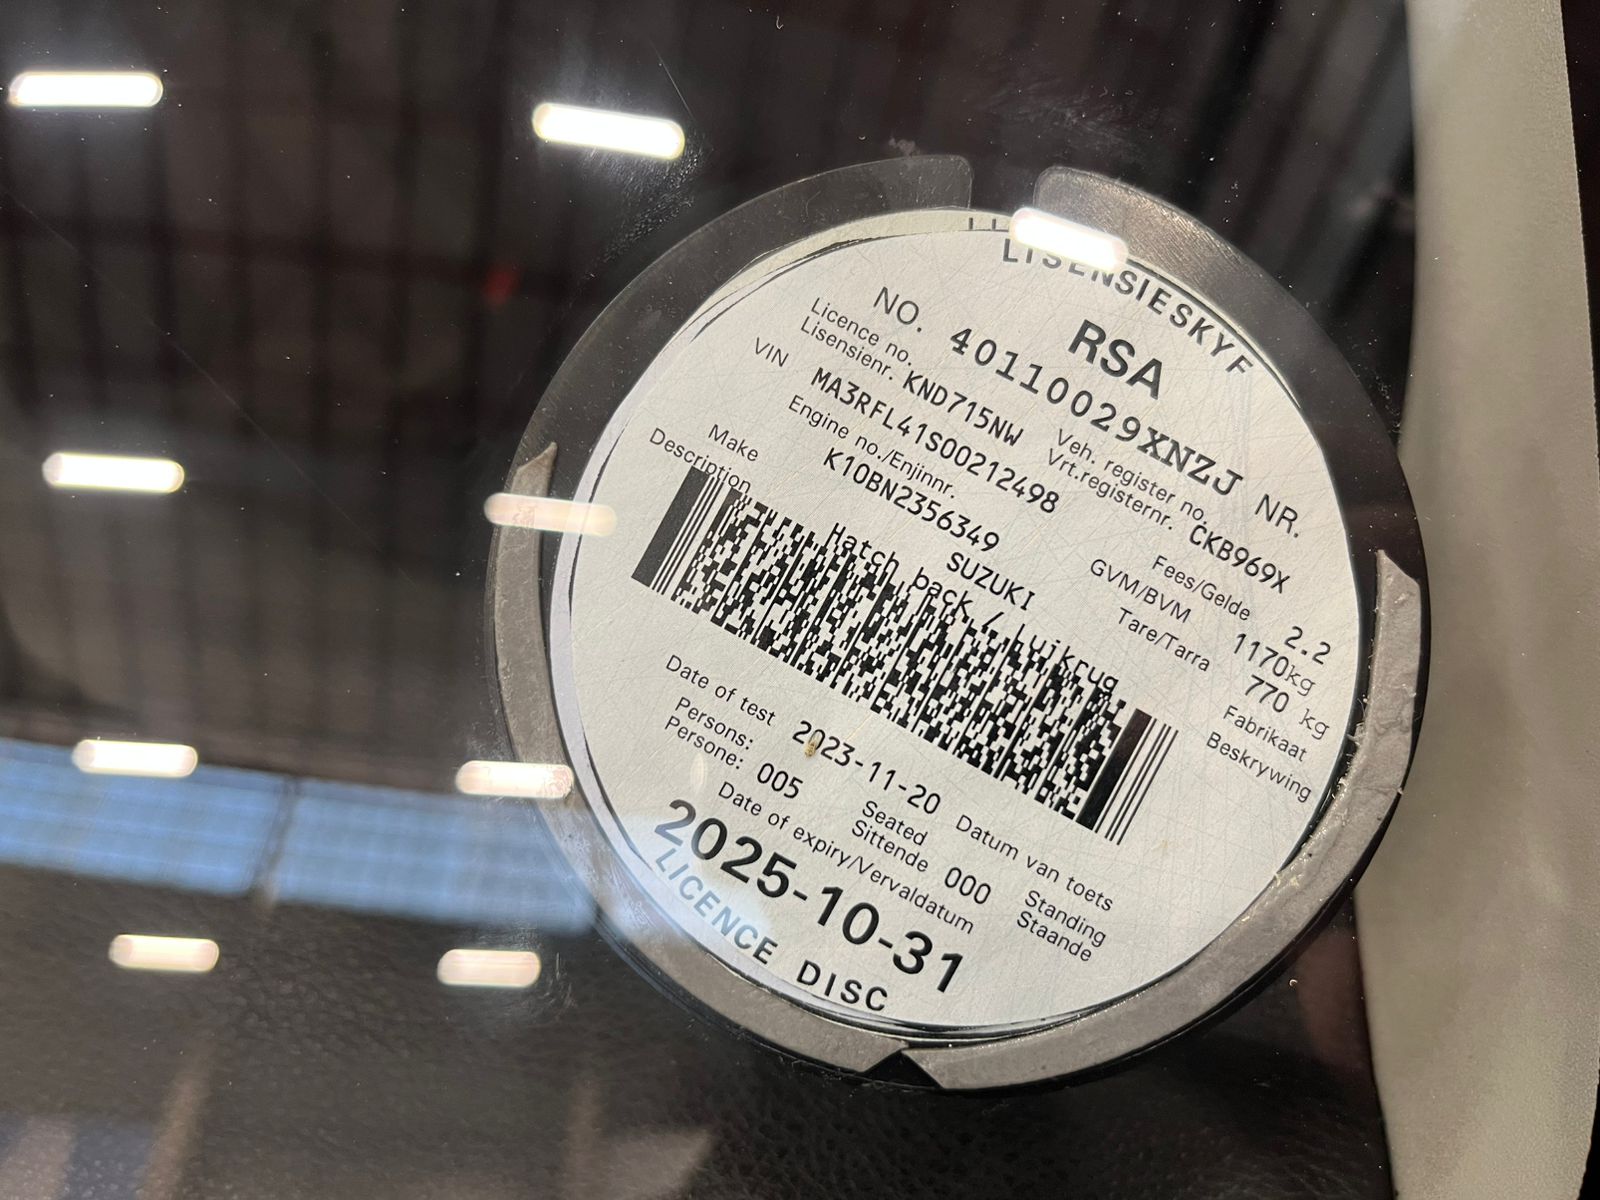 LISENSIESKYF
RSA
NO. 40110029XNZJ NR.
Licence no. Lisensienr. KND715NW Veh. register no. Vrt.registernr. CKB969X
VIN MA3RFL41S00212498 Fees/Gelde 2.2
Engine no./Enjinnr. K10BN2356349 GVM/BVM 1170kg
Tare/Tarra 770 kg
Make SUZUKI Fabrikaat
Description Hatch back / Luikrug Beskrywing
Date of test 2023-11-20 Datum van toets
Persons: Persone: 005 Seated Sittende 000 Standing Staande
Date of expiry/Vervaldatum
2025-10-31
LICENCE DISC